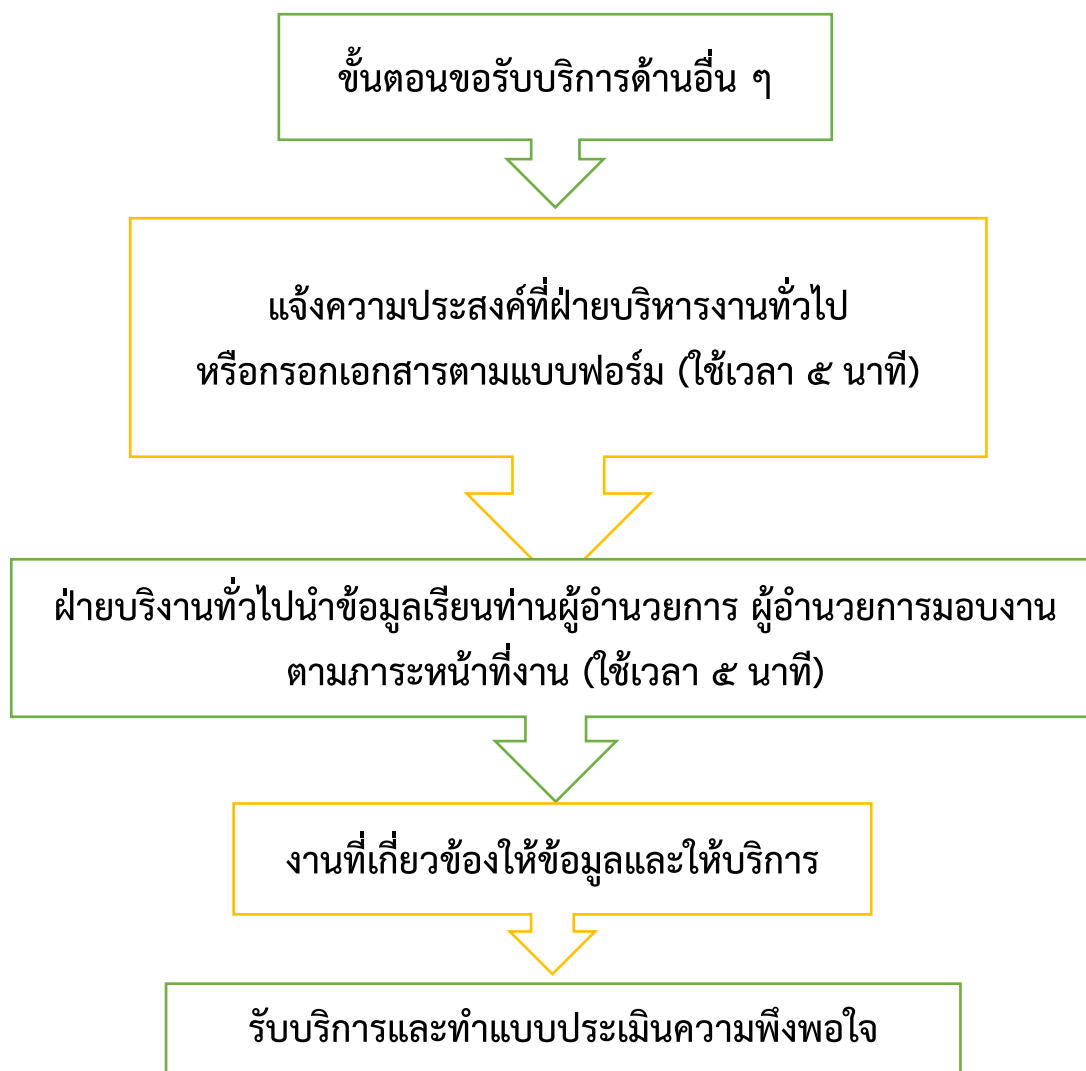 ขั้นตอนขอรับบริการด้านอื่น ๆ
แจ้งความประสงค์ที่ฝ่ายบริหารงานทั่วไป
หรือกรอกเอกสารตามแบบฟอร์ม (ใช้เวลา ๕ นาที)
ฝ่ายบริงานทั่วไปนำข้อมูลเรียนท่านผู้อำนวยการ ผู้อำนวยการมอบงาน
ตามภาระหน้าที่งาน (ใช้เวลา ๕ นาที)
งานที่เกี่ยวข้องให้ข้อมูลและให้บริการ
รับบริการและทำแบบประเมินความพึงพอใจ